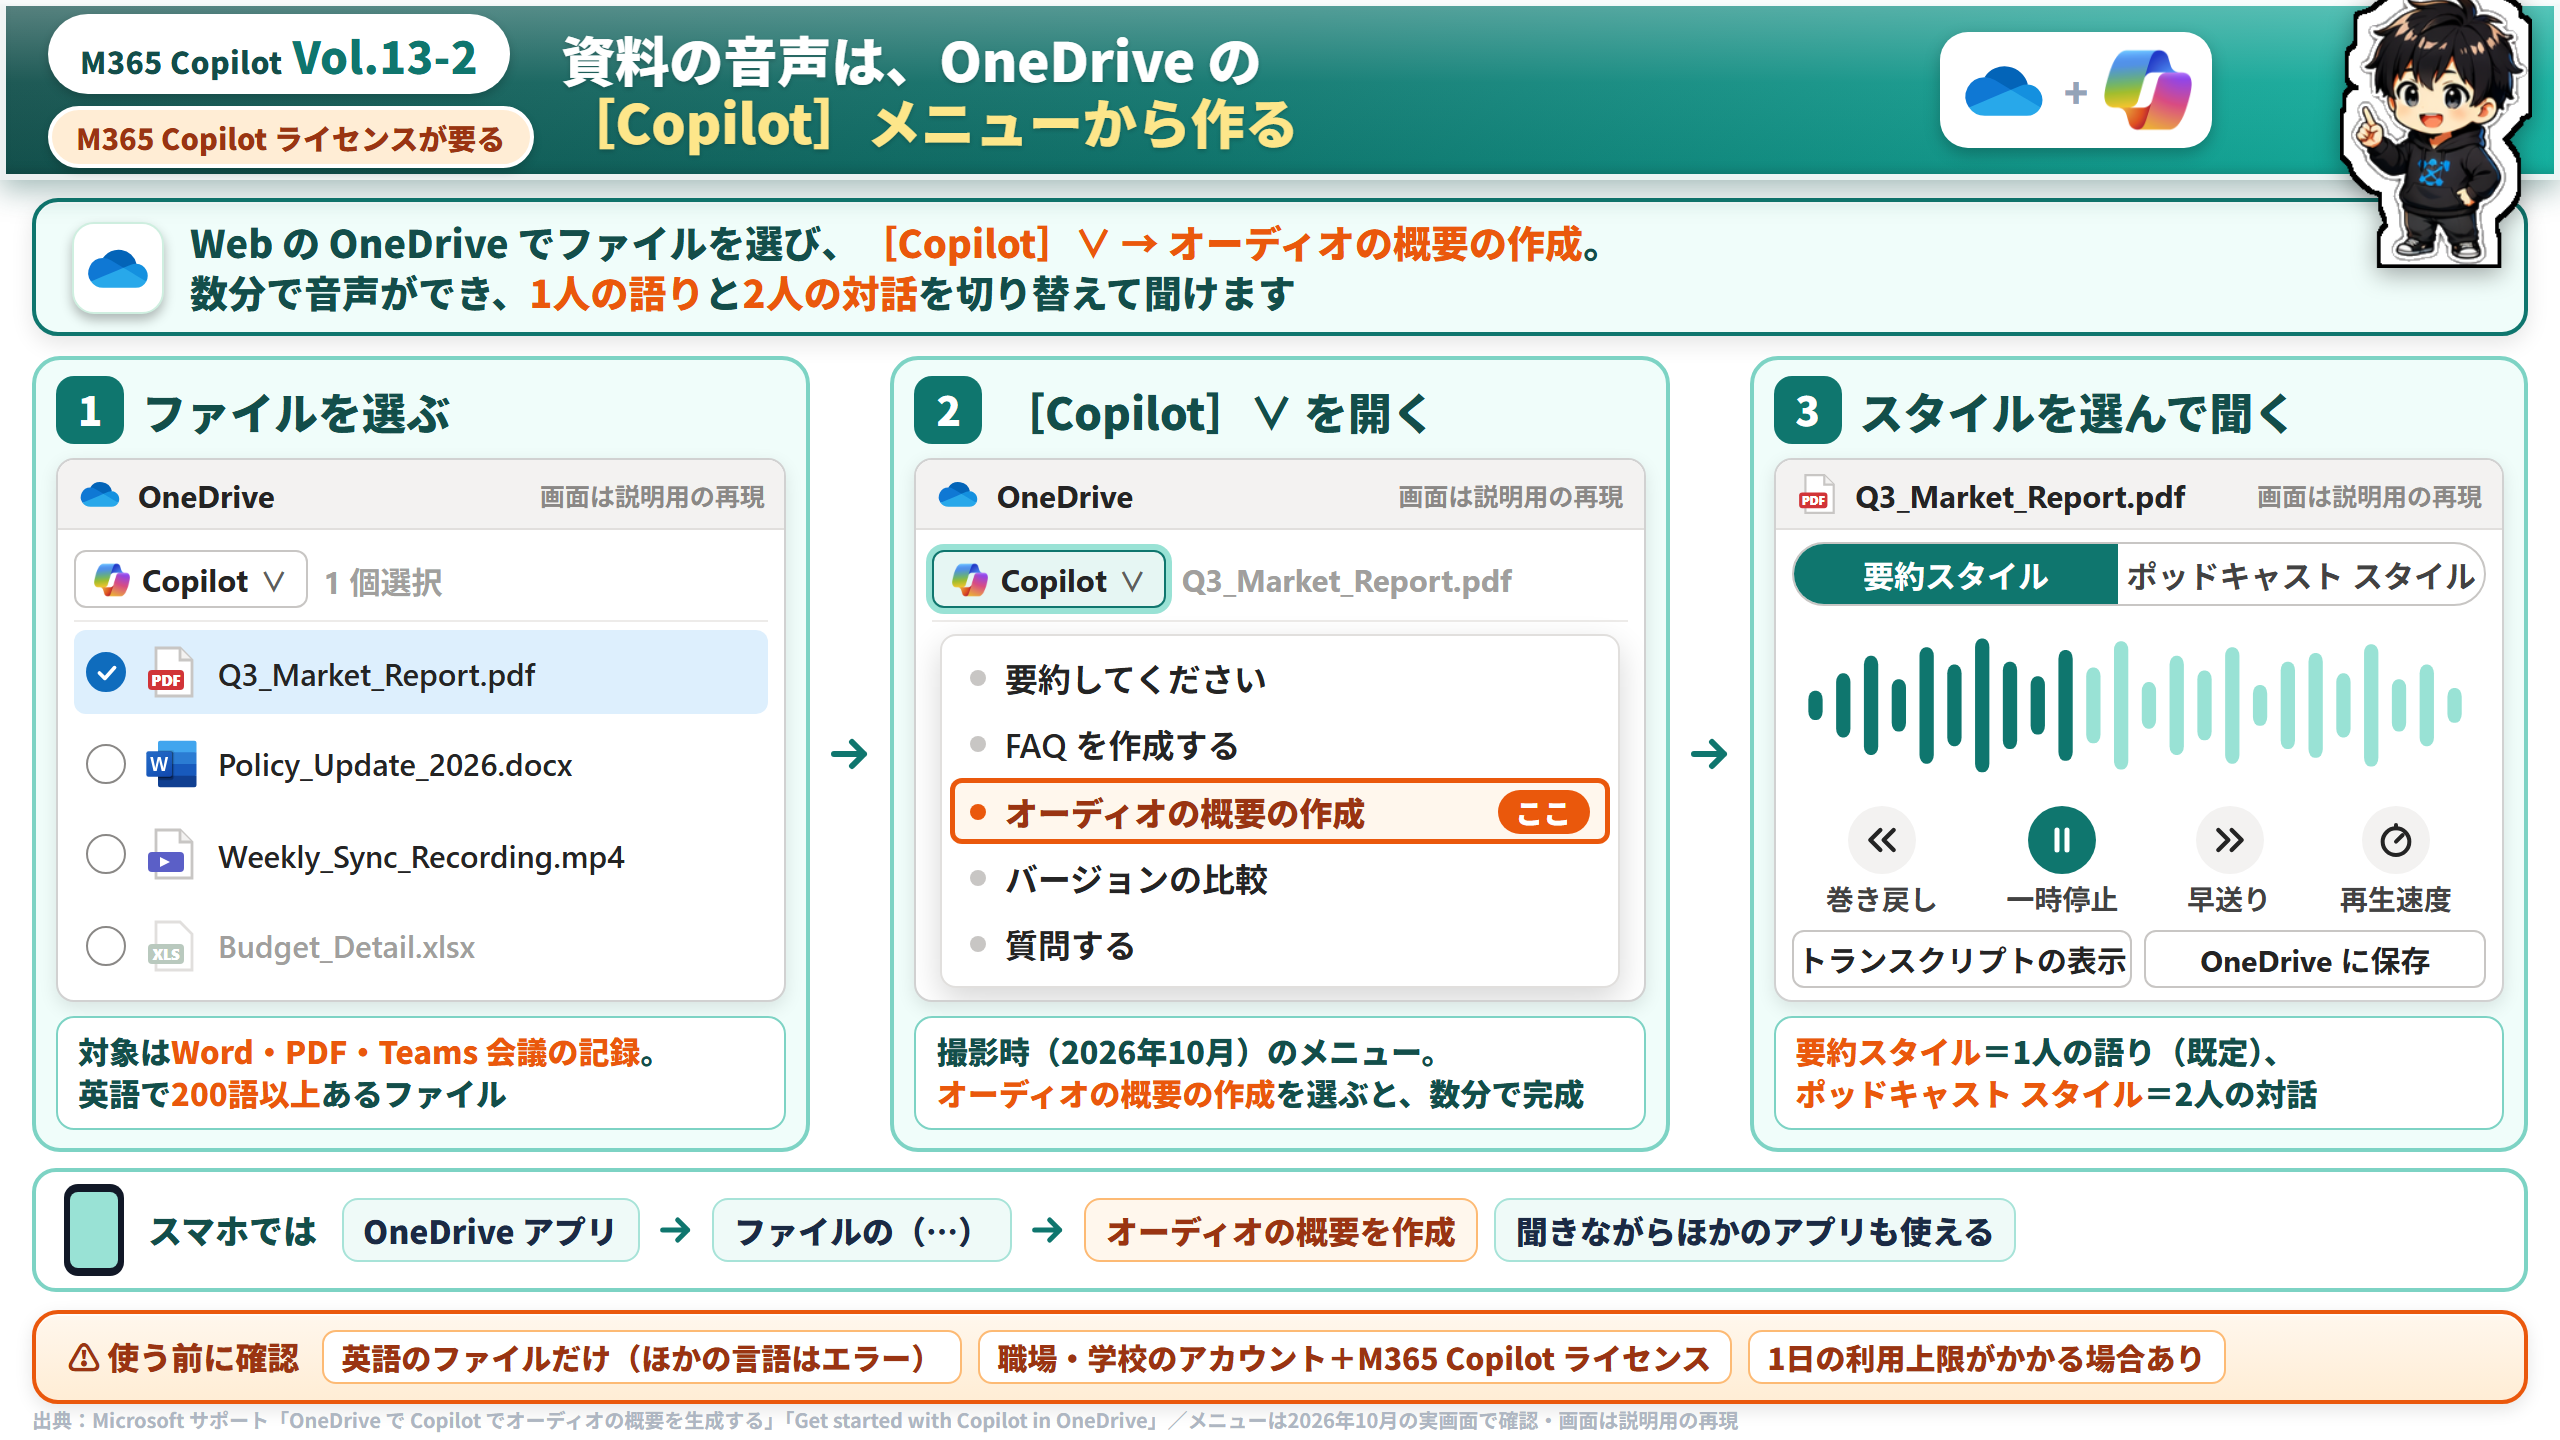 M365 Copilot Vol.13-2
M365 Copilot ライセンスが要る
資料の音声は、OneDrive の
［Copilot］メニューから作る
+
Web の OneDrive でファイルを選び、［Copilot］∨ → オーディオの概要の作成。
数分で音声ができ、1人の語りと2人の対話を切り替えて聞けます
1 ファイルを選ぶ
OneDrive 画面は説明用の再現
Copilot ∨ 1 個選択
PDF Q3_Market_Report.pdf
W Policy_Update_2026.docx
Weekly_Sync_Recording.mp4
XLS Budget_Detail.xlsx
対象はWord・PDF・Teams 会議の記録。
英語で200語以上あるファイル
→
2 ［Copilot］∨ を開く
OneDrive 画面は説明用の再現
Copilot ∨ Q3_Market_Report.pdf
要約してください
FAQ を作成する
オーディオの概要の作成 ここ
バージョンの比較
質問する
撮影時（2026年10月）のメニュー。
オーディオの概要の作成を選ぶと、数分で完成
→
3 スタイルを選んで聞く
PDF Q3_Market_Report.pdf 画面は説明用の再現
要約スタイル ポッドキャスト スタイル
巻き戻し 一時停止 早送り 再生速度
トランスクリプトの表示 OneDrive に保存
要約スタイル＝1人の語り（既定）、
ポッドキャスト スタイル＝2人の対話
スマホでは OneDrive アプリ → ファイルの（…） → オーディオの概要を作成 聞きながらほかのアプリも使える
⚠ 使う前に確認 英語のファイルだけ（ほかの言語はエラー） 職場・学校のアカウント＋M365 Copilot ライセンス 1日の利用上限がかかる場合あり
出典：Microsoft サポート「OneDrive で Copilot でオーディオの概要を生成する」「Get started with Copilot in OneDrive」／メニューは2026年10月の実画面で確認・画面は説明用の再現